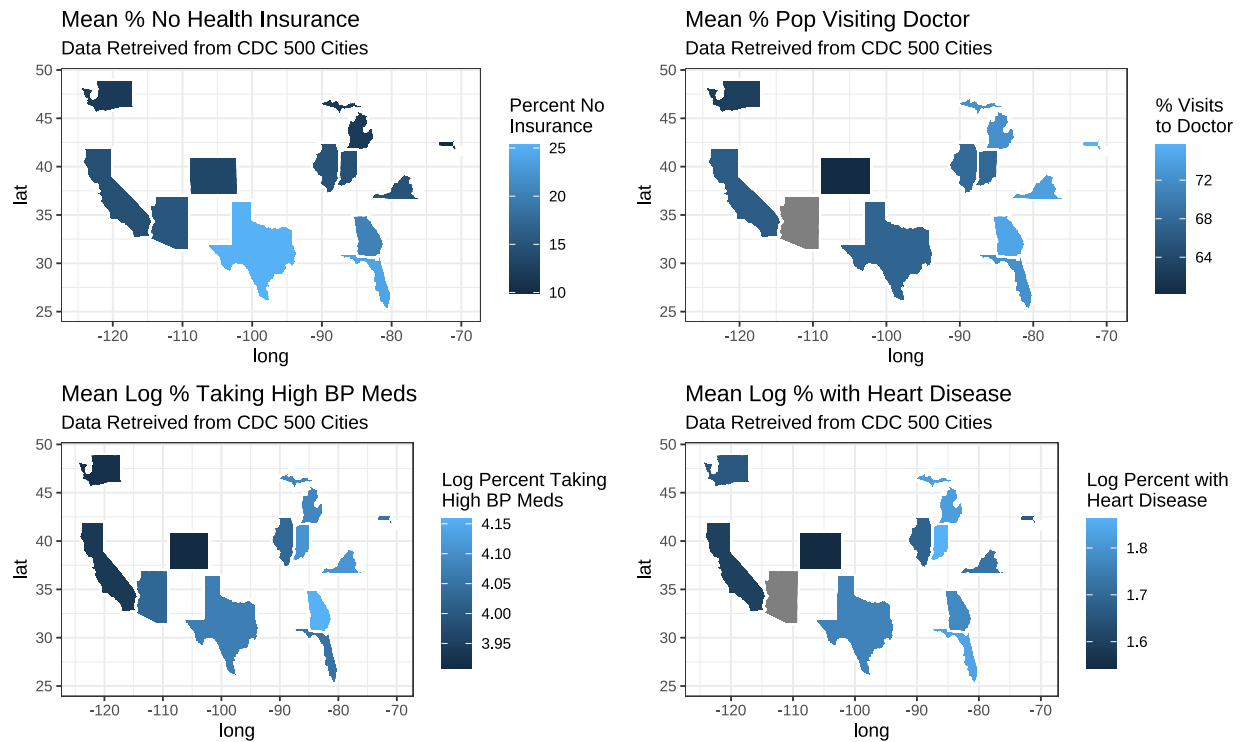 Mean % No Health Insurance
Data Retreived from CDC 500 Cities
50
45
40
35
30
25
lat
-120
-110
-100
-90
-80
-70
long
Percent No
Insurance
25
20
15
10
Mean % Pop Visiting Doctor
Data Retreived from CDC 500 Cities
50
45
40
35
30
25
lat
-120
-110
-100
-90
-80
-70
long
% Visits
to Doctor
72
68
64
Mean Log % Taking High BP Meds
Data Retreived from CDC 500 Cities
50
45
40
35
30
25
lat
-120
-110
-100
-90
-80
-70
long
Log Percent Taking
High BP Meds
4.15
4.10
4.05
4.00
3.95
Mean Log % with Heart Disease
Data Retreived from CDC 500 Cities
50
45
40
35
30
25
lat
-120
-110
-100
-90
-80
-70
long
Log Percent with
Heart Disease
1.8
1.7
1.6